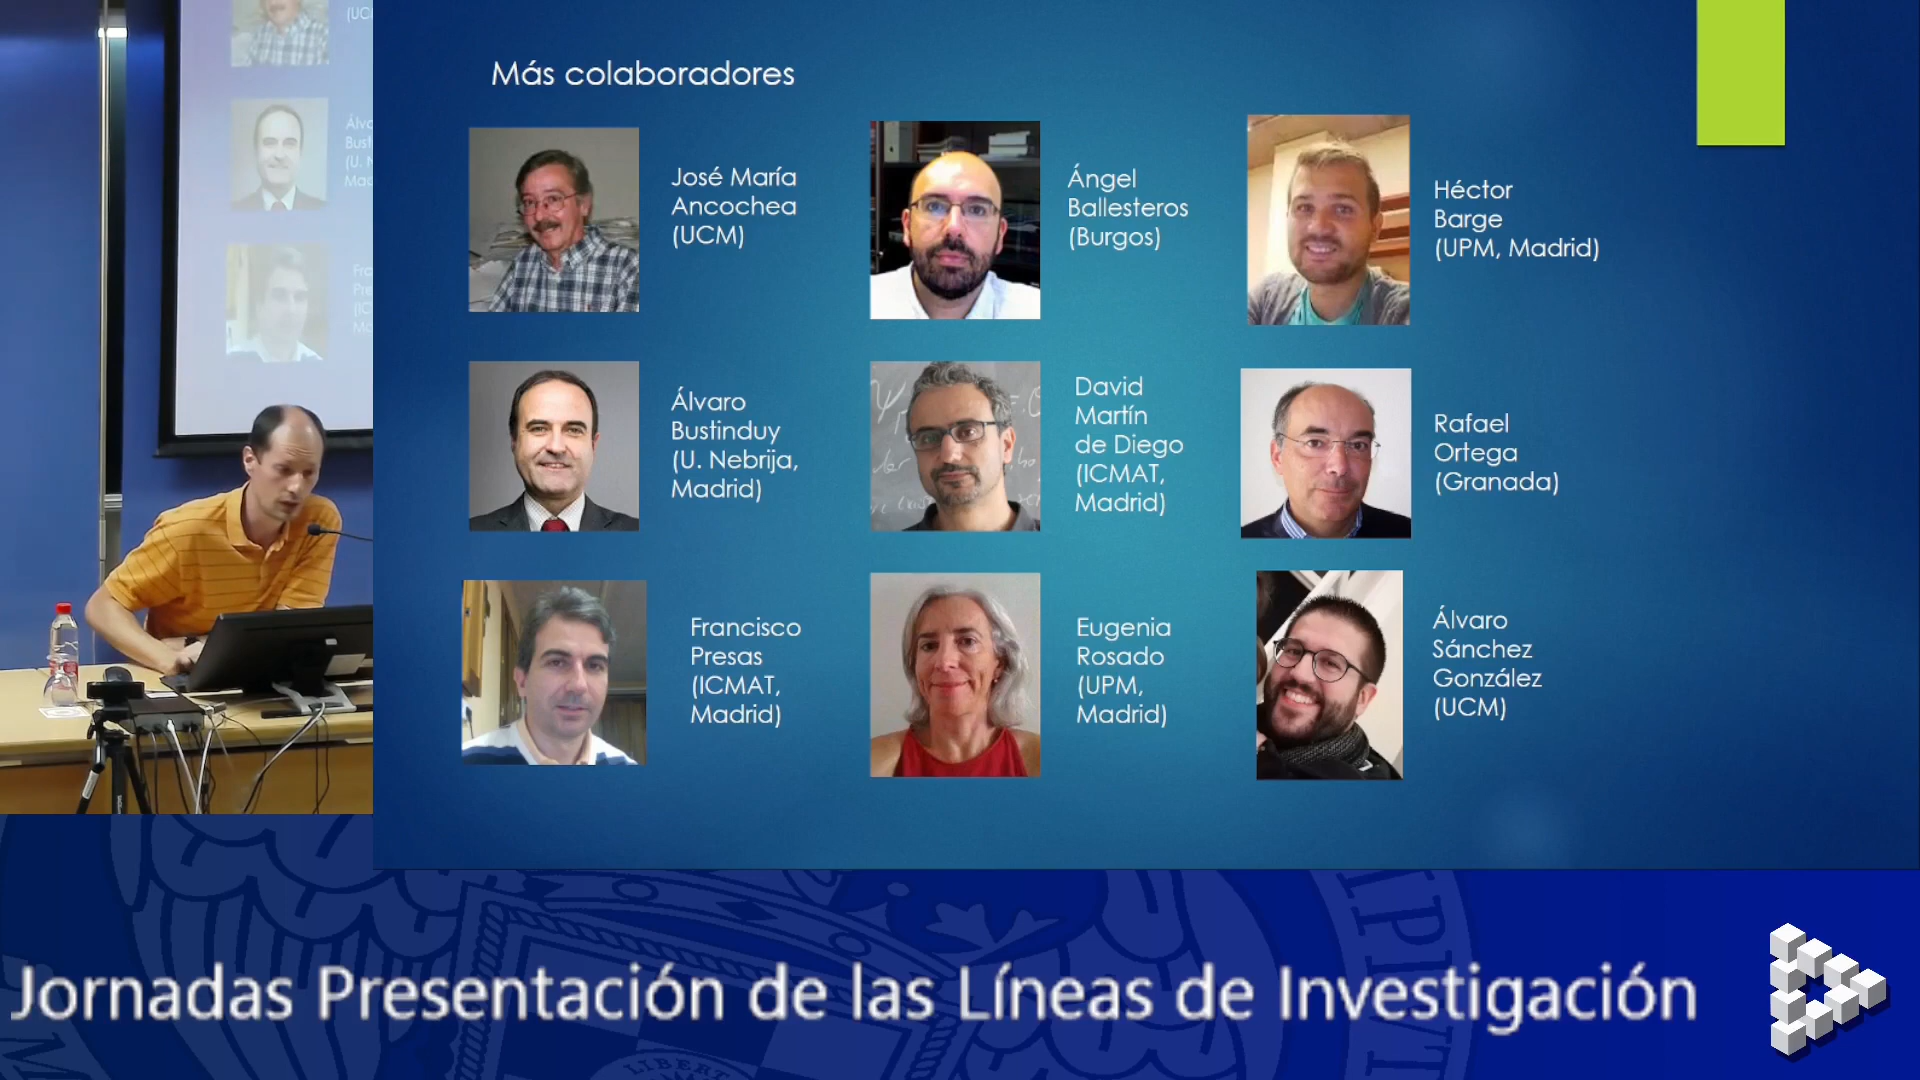 Más colaboradores
José María
Ancochea
(UCM)
Ángel
Ballesteros
(Burgos)
Héctor
Barge
(UPM, Madrid)
Álvaro
Bustinduy
(U. Nebrija,
Madrid)
David
Martín
de Diego
(ICMAT,
Madrid)
Rafael
Ortega
(Granada)
Francisco
Presas
(ICMAT,
Madrid)
Eugenia
Rosado
(UPM,
Madrid)
Álvaro
Sánchez
González
(UCM)
Jornadas Presentación de las Líneas de Investigación